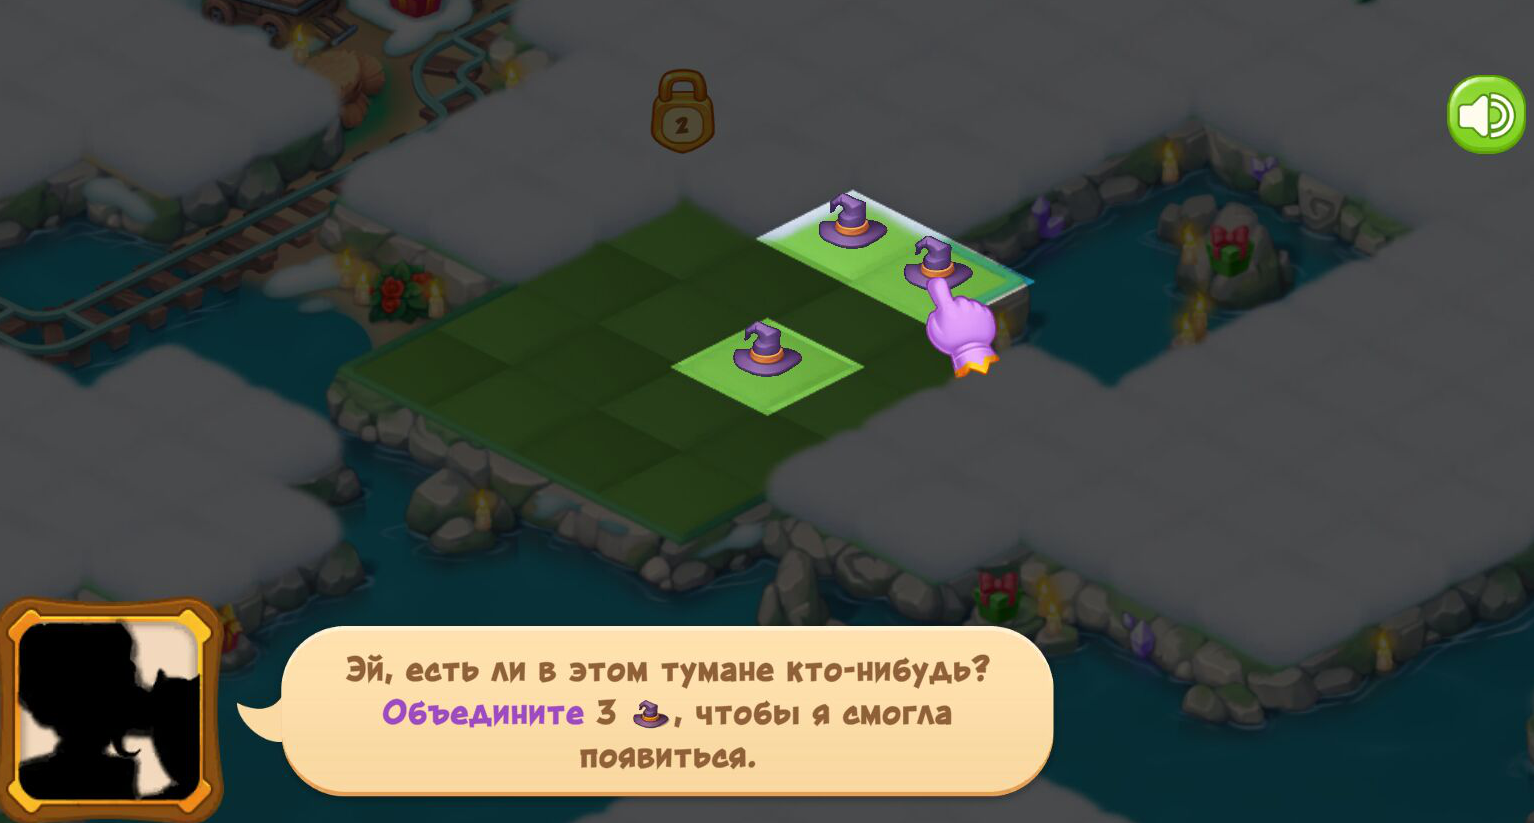 2
Эй, есть ли в этом тумане кто-нибудь?
Объедините 3 , чтобы я смогла
появиться.